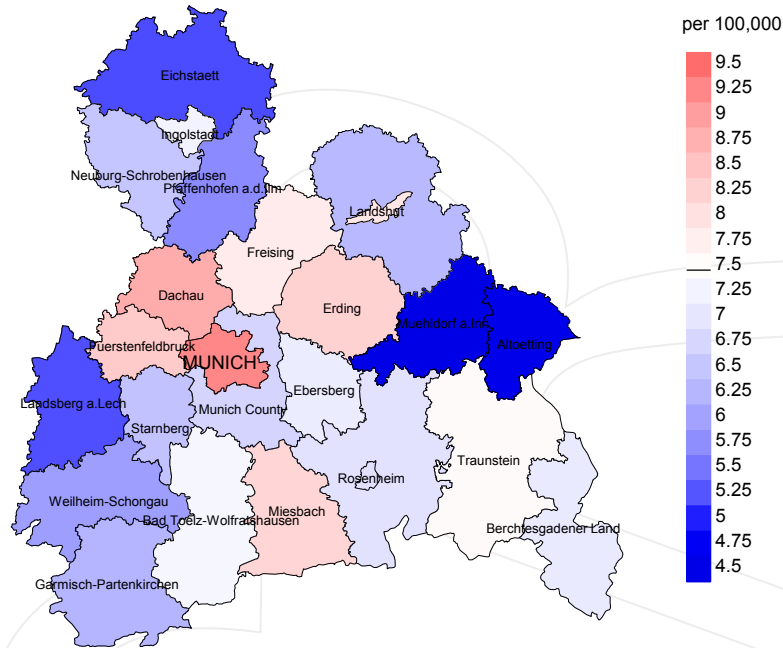 per 100,000
9.5
9.25
9
8.75
8.5
8.25
8
7.75
7.5
7.25
7
6.75
6.5
6.25
6
5.75
5.5
5.25
5
4.75
4.5
Eichstaett
Ingolstadt
Neuburg-Schrobenhausen
Pfaffenhofen a.d.Ilm
Landshut
Freising
Dachau
Erding
Muehldorf a.Inn
Altoetting
Fuerstenfeldbruck
MUNICH
Ebersberg
Landsberg a.Lech
Munich County
Starnberg
Traunstein
Rosenheim
Weilheim-Schongau
Miesbach
Bad Toelz-Wolfratshausen
Berchtesgadener Land
Garmisch-Partenkirchen